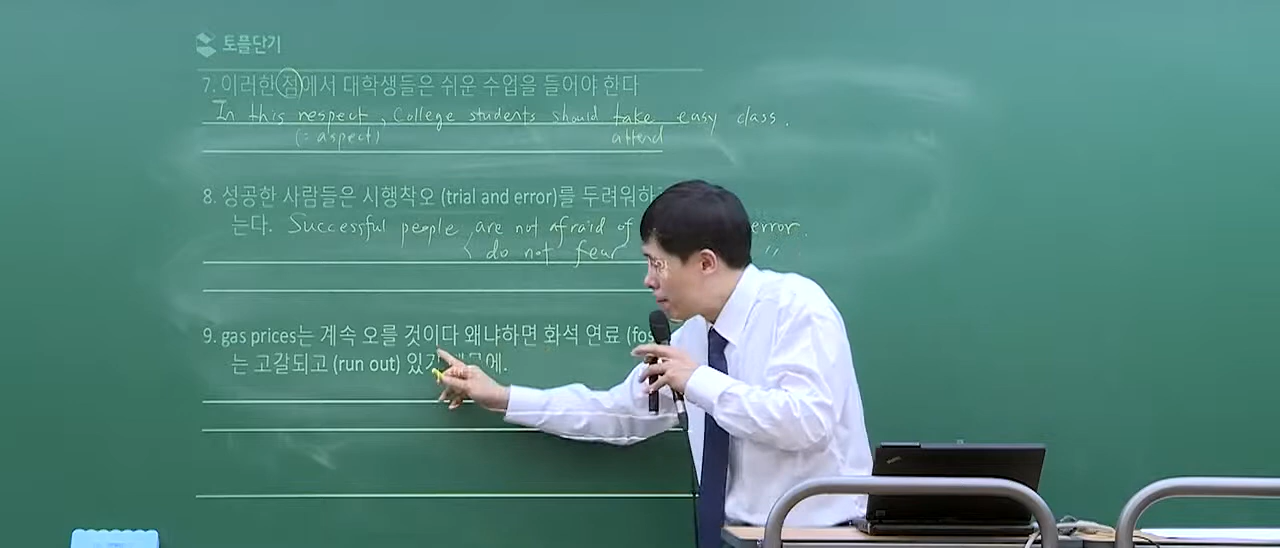 토플단기
7. 이러한 점에서 대학생들은 쉬운 수업을 들어야 한다
In this respect, College students should take easy class.
(= aspect) attend
8. 성공한 사람들은 시행착오 (trial and error)를 두려워하
는다. Successful people are not afraid of error.
do not fear "
9. gas prices는 계속 오를 것이다 왜냐하면 화석 연료 (fos
는 고갈되고 (run out) 있기 때문에.